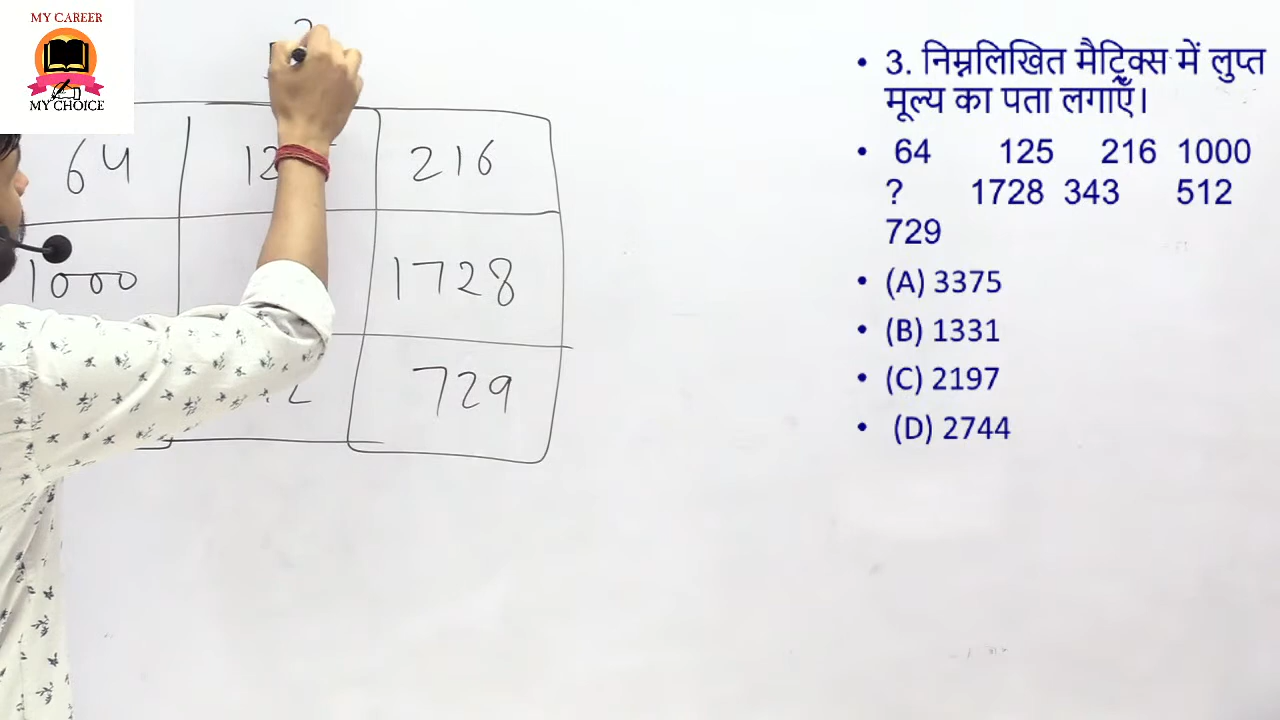 MY CAREER
MY CHOICE
• 3. निम्नलिखित मैट्रिक्स में लुप्त
मूल्य का पता लगाएँ।
• 64 125 216 1000
? 1728 343 512
729
• (A) 3375
• (B) 1331
• (C) 2197
• (D) 2744
64 216
1000 1728
729